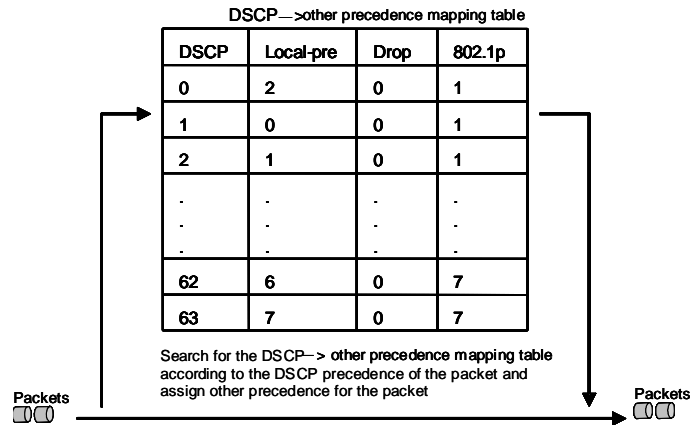 DSCP—>other precedence mapping table
DSCP Local-pre Drop 802.1p
0 2 0 1
1 0 0 1
2 1 0 1
. . . .
. . . .
. . . .
62 6 0 7
63 7 0 7
Search for the DSCP—> other precedence mapping table
according to the DSCP precedence of the packet and
assign other precedence for the packet
Packets
Packets